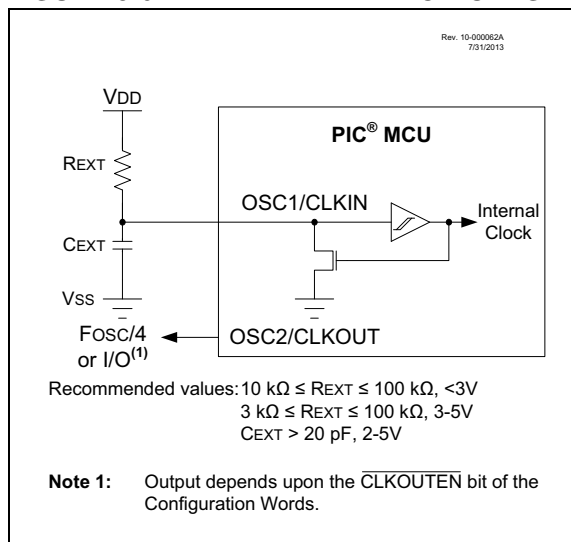 Rev. 10-000062A
7/31/2013
VDD
PIC® MCU
REXT
OSC1/CLKIN
Internal
Clock
CEXT
VSS
FOSC/4
or I/O(1)
OSC2/CLKOUT
Recommended values: 10 kΩ ≤ REXT ≤ 100 kΩ, <3V
3 kΩ ≤ REXT ≤ 100 kΩ, 3-5V
CEXT > 20 pF, 2-5V
Note 1: Output depends upon the CLKOUTEN bit of the
Configuration Words.